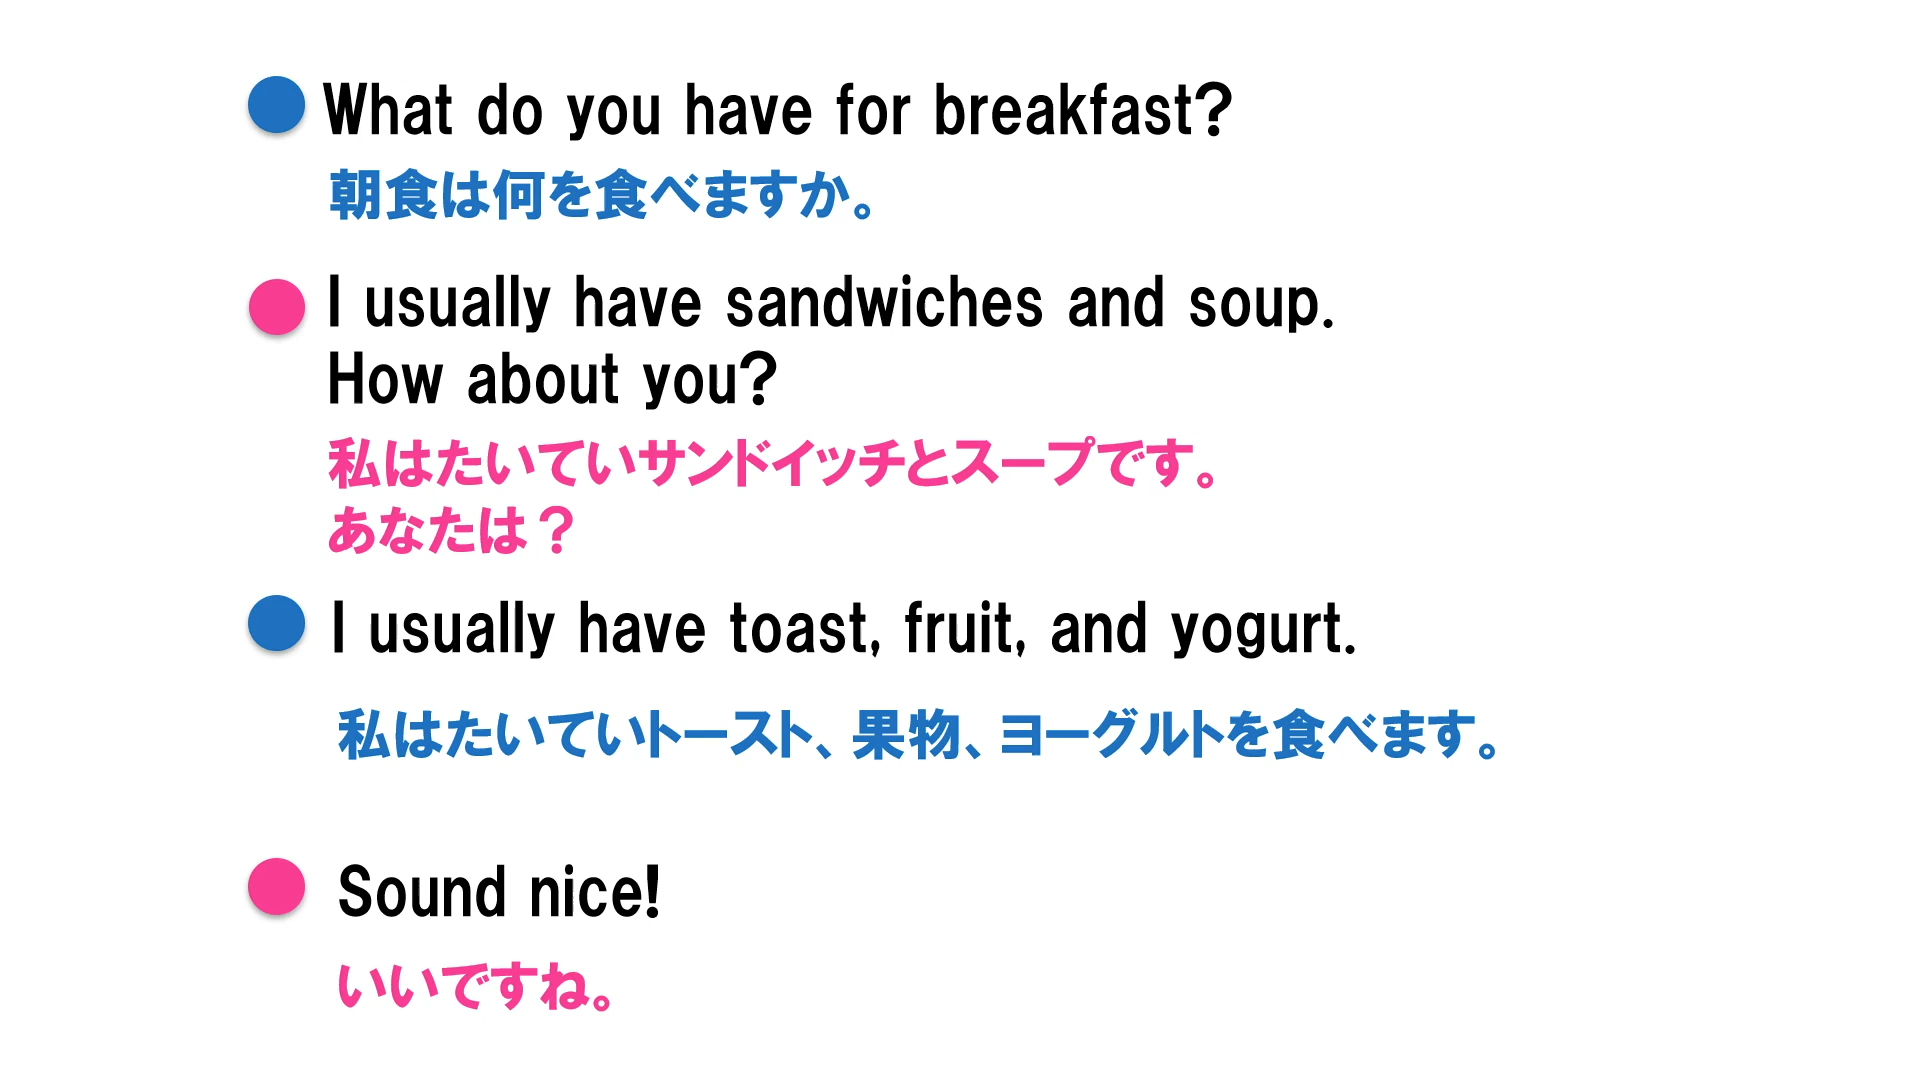 What do you have for breakfast?
朝食は何を食べますか。
I usually have sandwiches and soup.
How about you?
私はたいていサンドイッチとスープです。
あなたは？
I usually have toast, fruit, and yogurt.
私はたいていトースト、果物、ヨーグルトを食べます。
Sound nice!
いいですね。